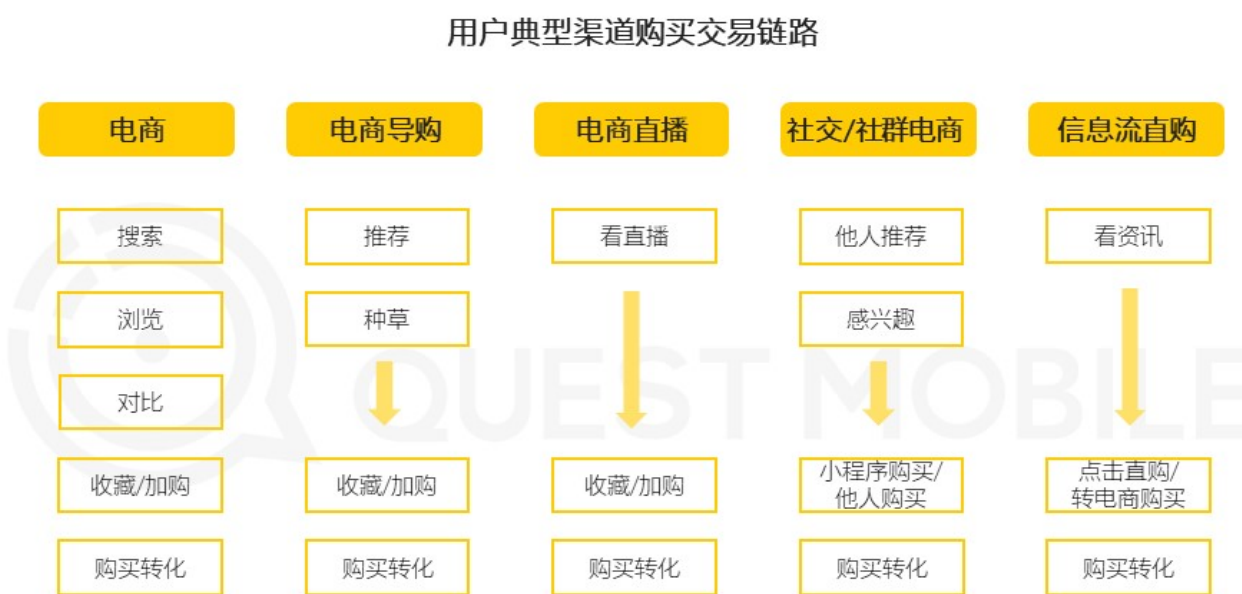 用户典型渠道购买交易链路
电商
电商导购
电商直播
社交/社群电商
信息流直购
搜索
推荐
看直播
他人推荐
看资讯
浏览
种草
感兴趣
对比
收藏/加购
收藏/加购
收藏/加购
小程序购买/
他人购买
点击直购/
转电商购买
购买转化
购买转化
购买转化
购买转化
购买转化
QUEST MOBILE